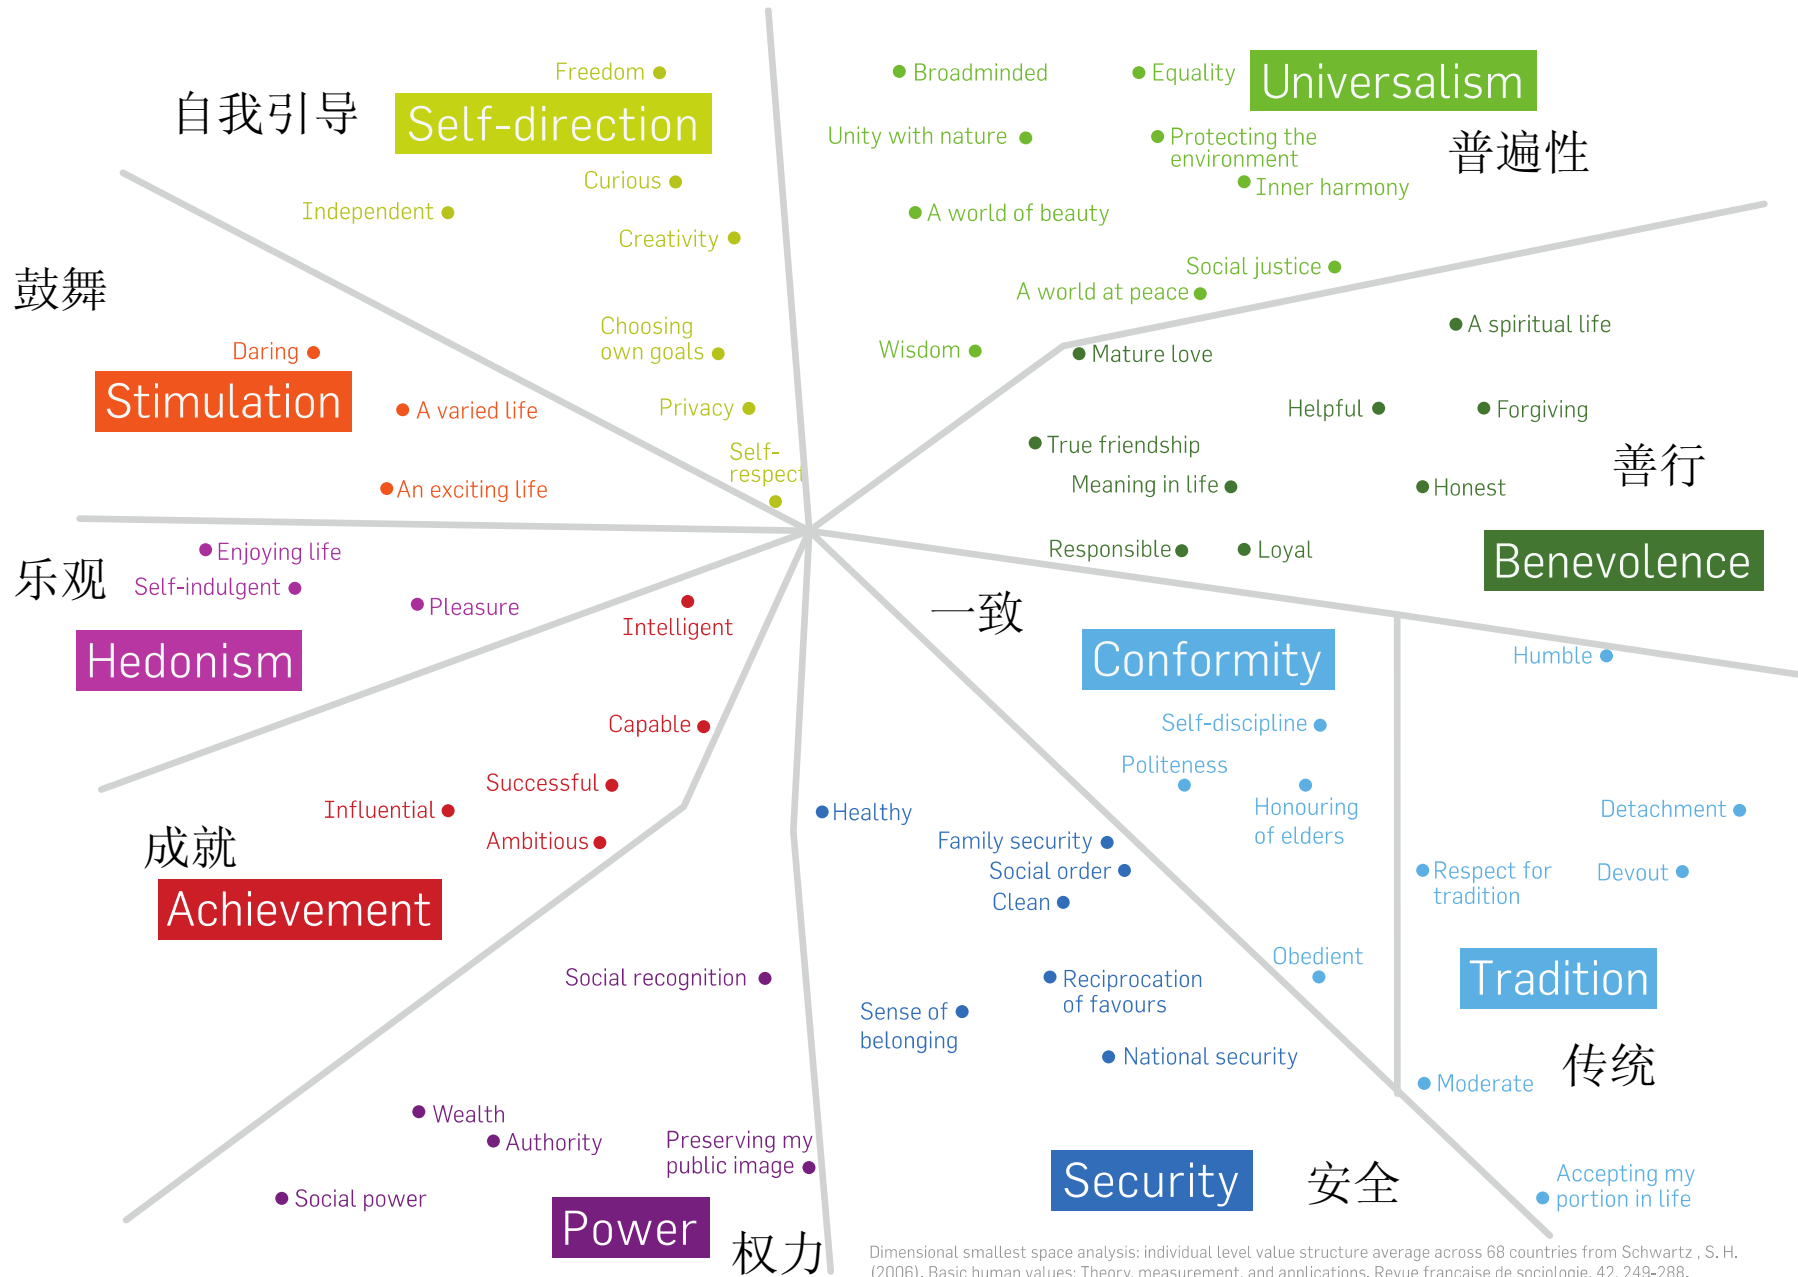 Freedom
自我引导
Self-direction
Curious
Independent
Creativity
Choosing
own goals
Privacy
Self-
respect
Broadminded
Equality
Universalism
普遍性
Unity with nature
Protecting the
environment
Inner harmony
A world of beauty
Social justice
A world at peace
Wisdom
鼓舞
Daring
Stimulation
A varied life
An exciting life
A spiritual life
Mature love
Helpful
Forgiving
True friendship
善行
Meaning in life
Honest
Responsible
Loyal
Benevolence
乐观
Enjoying life
Self-indulgent
Pleasure
Hedonism
Intelligent
Capable
Successful
Influential
Ambitious
成就
Achievement
一致
Conformity
Self-discipline
Politeness
Honouring
of elders
Obedient
Humble
Detachment
Respect for
tradition
Devout
Tradition
传统
Moderate
Accepting my
portion in life
Healthy
Family security
Social order
Clean
Reciprocation
of favours
Sense of
belonging
National security
Security
安全
Social recognition
Wealth
Authority
Preserving my
public image
Social power
Power
权力
Dimensional smallest space analysis: individual level value structure average across 68 countries from Schwartz , S. H.
(2006). Basic human values: Theory, measurement, and applications. Revue francaise de sociologie, 42, 249-288.